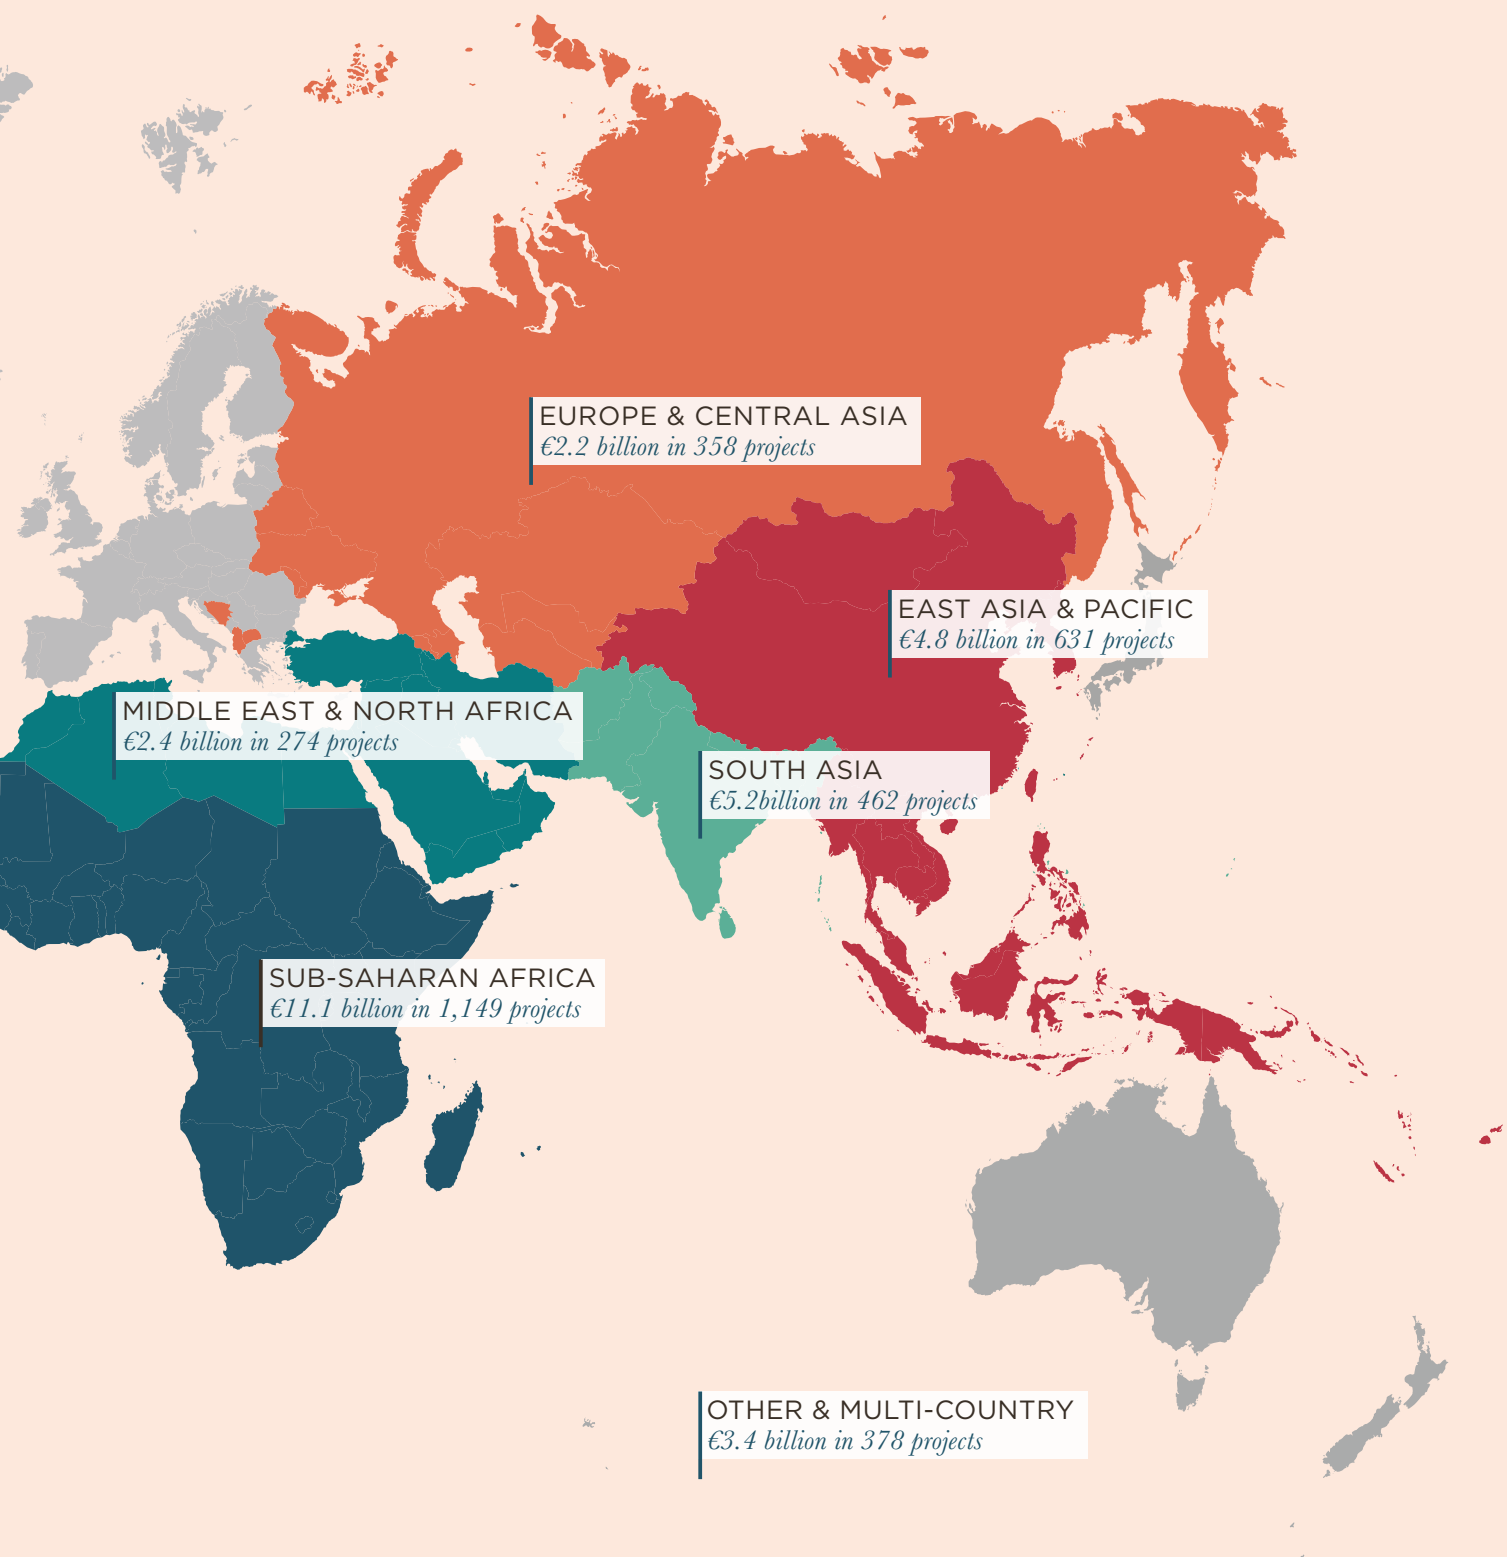 EUROPE & CENTRAL ASIA
€2.2 billion in 358 projects
EAST ASIA & PACIFIC
€4.8 billion in 631 projects
MIDDLE EAST & NORTH AFRICA
€2.4 billion in 274 projects
SOUTH ASIA
€5.2billion in 462 projects
SUB-SAHARAN AFRICA
€11.1 billion in 1,149 projects
OTHER & MULTI-COUNTRY
€3.4 billion in 378 projects